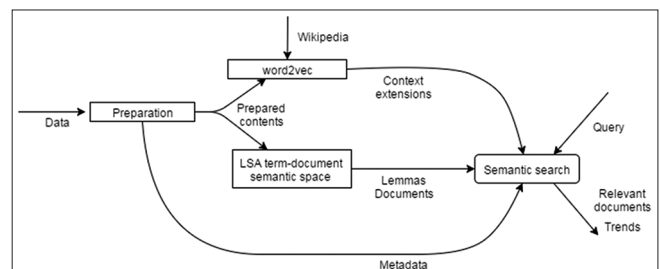 Wikipedia
word2vec
Context
extensions
Data
Preparation
Prepared
contents
Query
LSA term-document
semantic space
Lemmas
Documents
Semantic search
Relevant
documents
Trends
Metadata